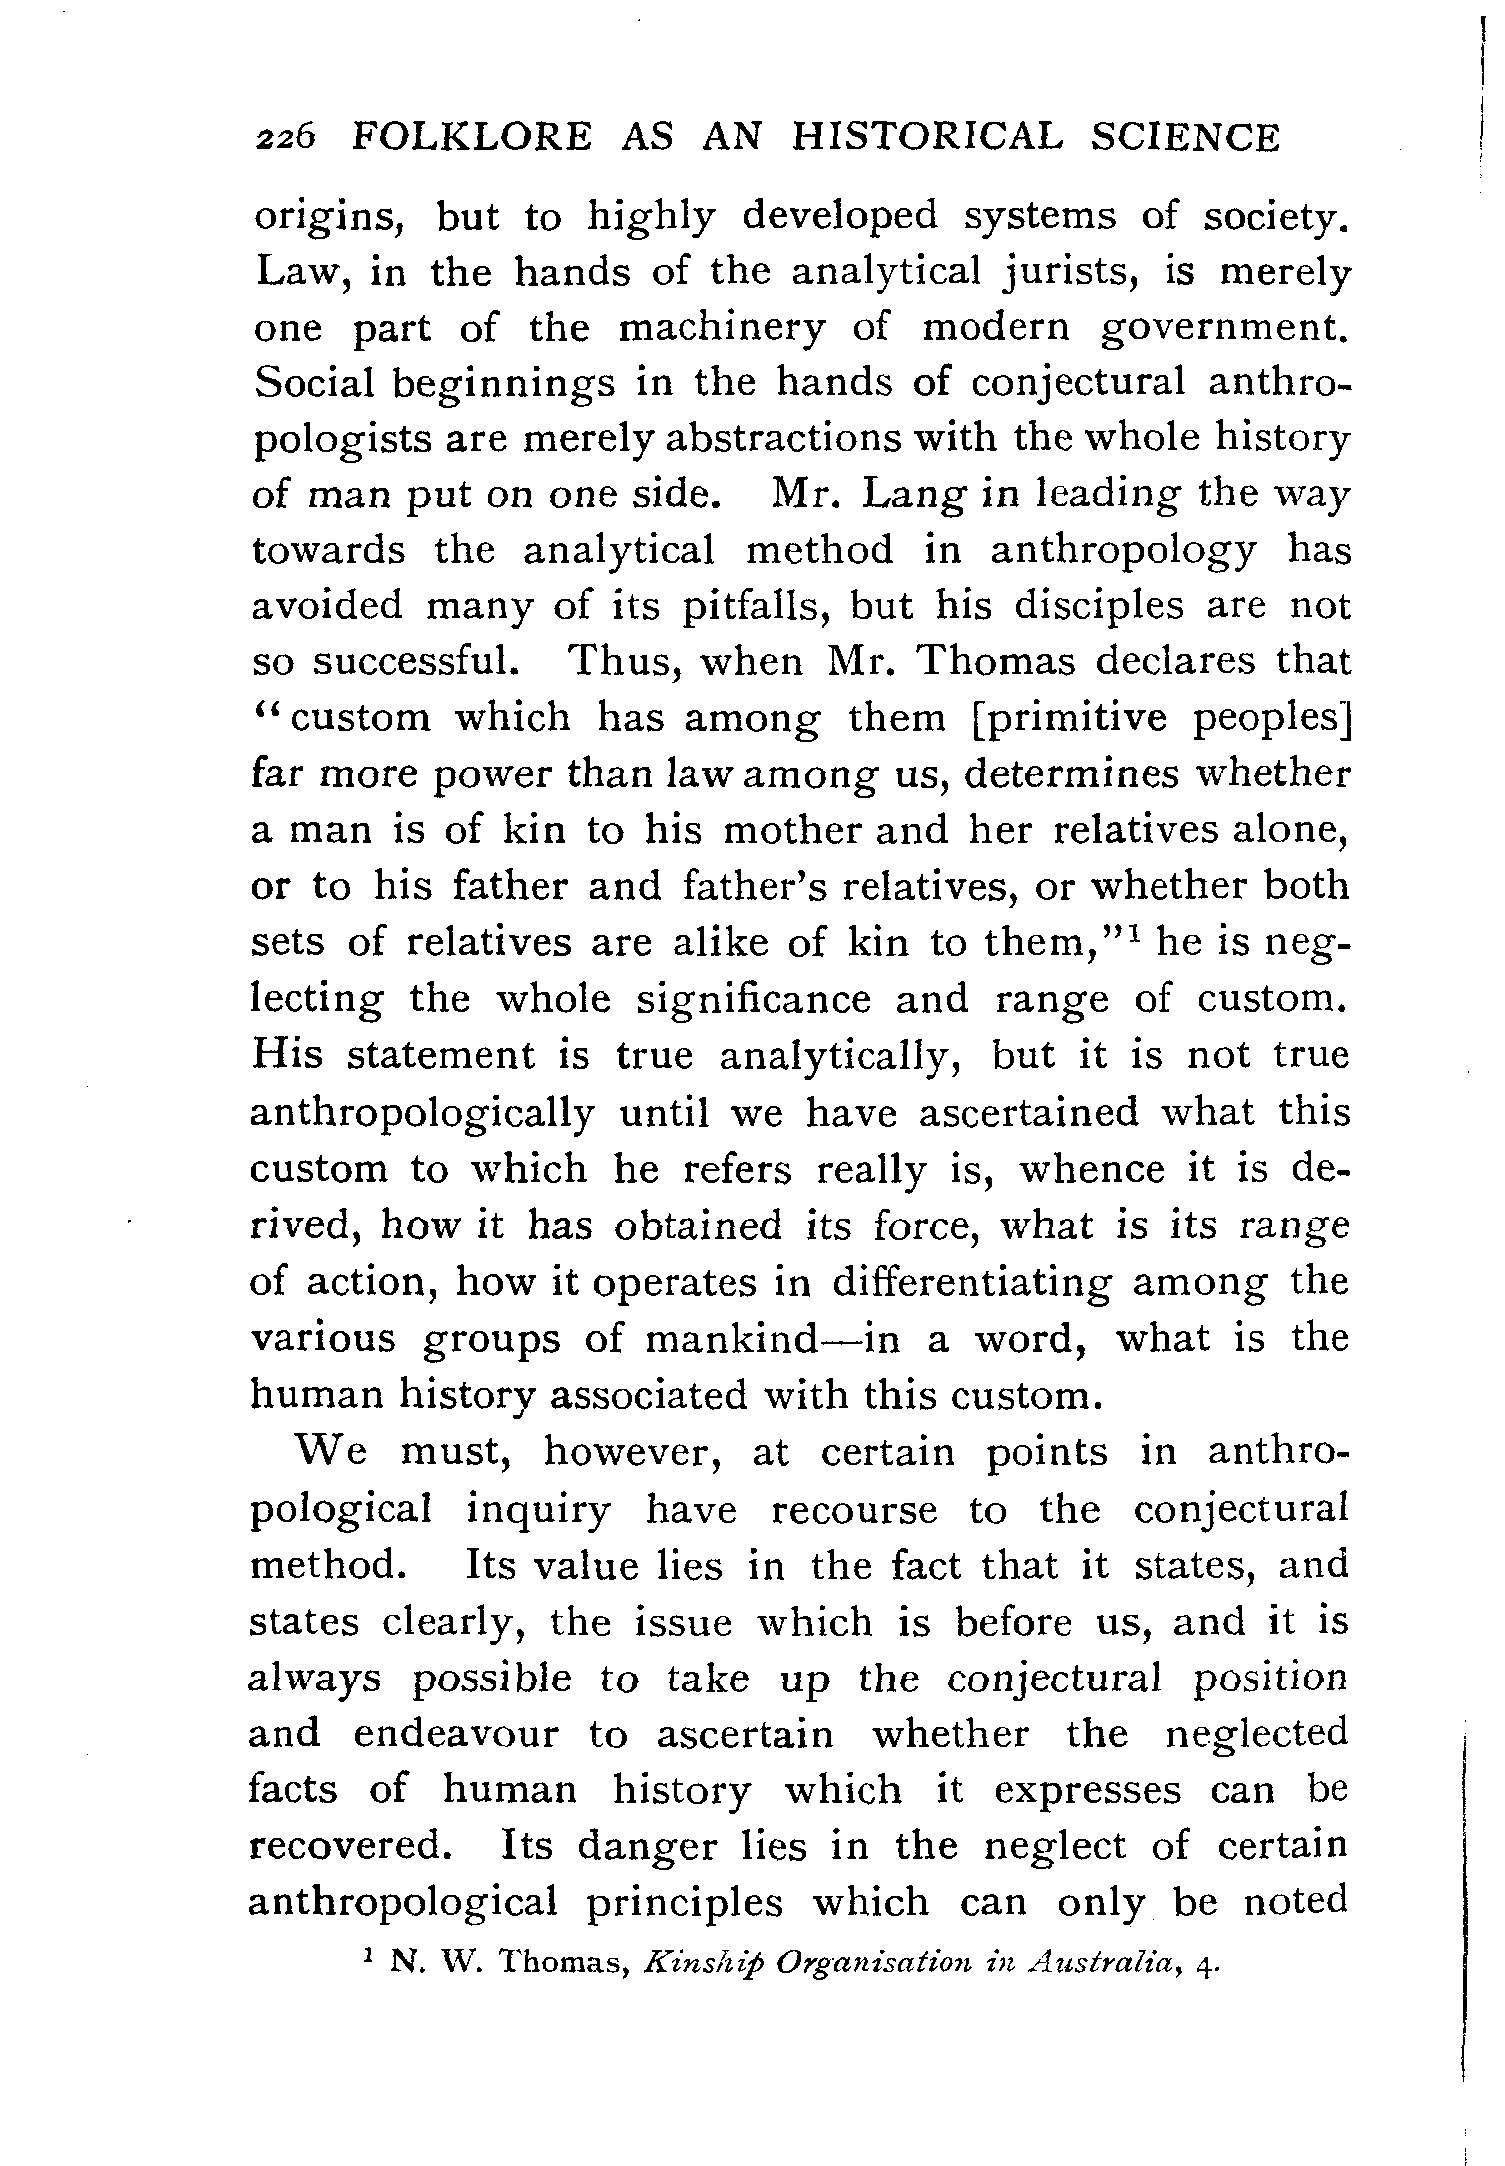 226 FOLKLORE AS AN HISTORICAL SCIENCE
origins, but to highly developed systems of society.
Law, in the hands of the analytical jurists, is merely
one part of the machinery of modern government.
Social beginnings in the hands of conjectural anthro-
pologists are merely abstractions with the whole history
of man put on one side. Mr. Lang in leading the way
towards the analytical method in anthropology has
avoided many of its pitfalls, but his disciples are not
so successful. Thus, when Mr. Thomas declares that
“custom which has among them [primitive peoples]
far more power than law among us, determines whether
a man is of kin to his mother and her relatives alone,
or to his father and father’s relatives, or whether both
sets of relatives are alike of kin to them,”¹ he is neg-
lecting the whole significance and range of custom.
His statement is true analytically, but it is not true
anthropologically until we have ascertained what this
custom to which he refers really is, whence it is de-
rived, how it has obtained its force, what is its range
of action, how it operates in differentiating among the
various groups of mankind—in a word, what is the
human history associated with this custom.
We must, however, at certain points in anthro-
pological inquiry have recourse to the conjectural
method. Its value lies in the fact that it states, and
states clearly, the issue which is before us, and it is
always possible to take up the conjectural position
and endeavour to ascertain whether the neglected
facts of human history which it expresses can be
recovered. Its danger lies in the neglect of certain
anthropological principles which can only be noted
¹ N. W. Thomas, Kinship Organisation in Australia, 4.